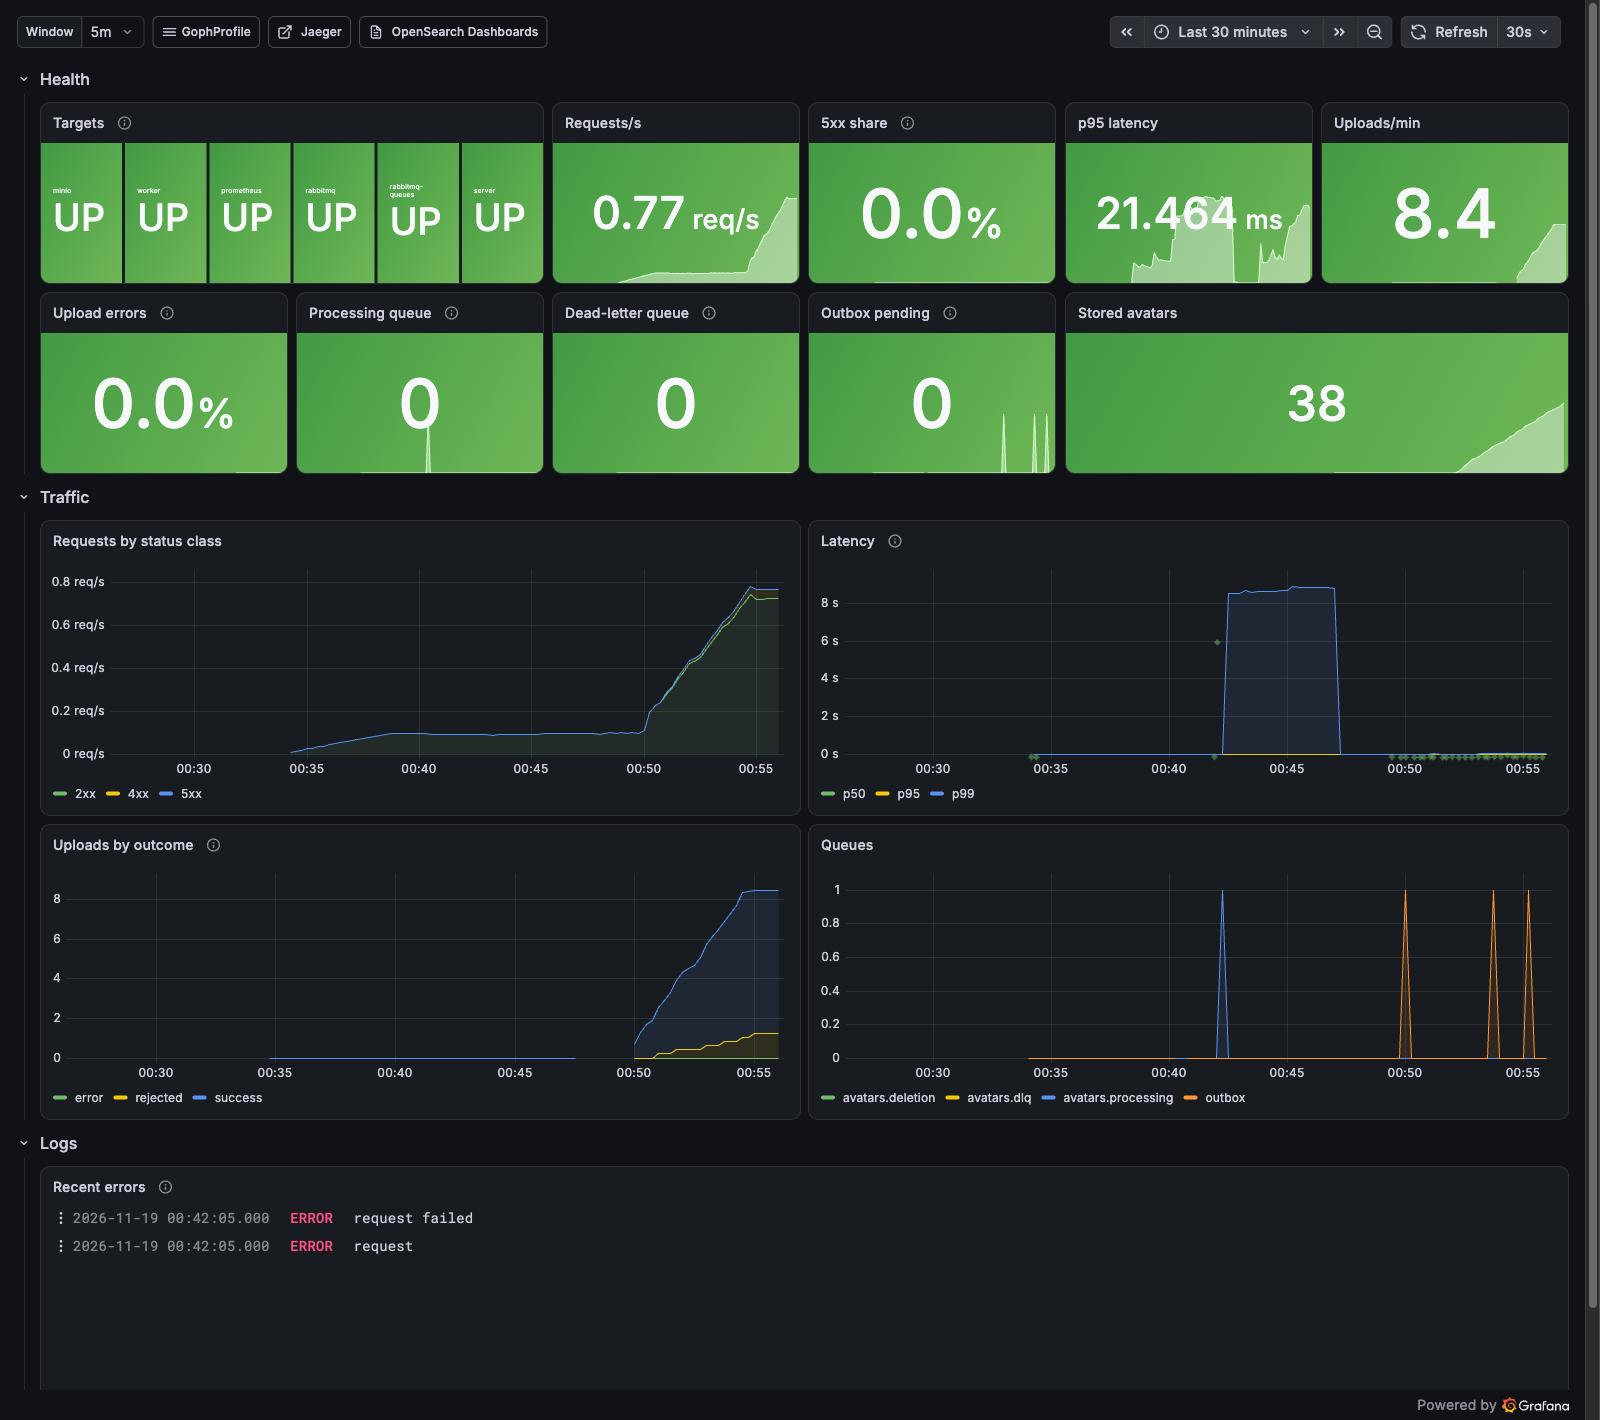 Window 5m GophProfile Jaeger OpenSearch Dashboards Last 30 minutes Refresh 30s
Health
Targets
minio UP
worker UP
prometheus UP
rabbitmq UP
rabbitmq-
queues UP
server UP
Requests/s
0.77 req/s
5xx share
0.0%
p95 latency
21.464 ms
Uploads/min
8.4
Upload errors
0.0%
Processing queue
0
Dead-letter queue
0
Outbox pending
0
Stored avatars
38
Traffic
Requests by status class
0.8 req/s
0.6 req/s
0.4 req/s
0.2 req/s
0 req/s
00:30 00:35 00:40 00:45 00:50 00:55
2xx 4xx 5xx
Latency
8 s
6 s
4 s
2 s
0 s
00:30 00:35 00:40 00:45 00:50 00:55
p50 p95 p99
Uploads by outcome
8
6
4
2
0
00:30 00:35 00:40 00:45 00:50 00:55
error rejected success
Queues
1
0.8
0.6
0.4
0.2
0
00:30 00:35 00:40 00:45 00:50 00:55
avatars.deletion avatars.dlq avatars.processing outbox
Logs
Recent errors
2026-11-19 00:42:05.000 ERROR request failed
2026-11-19 00:42:05.000 ERROR request
Powered by Grafana